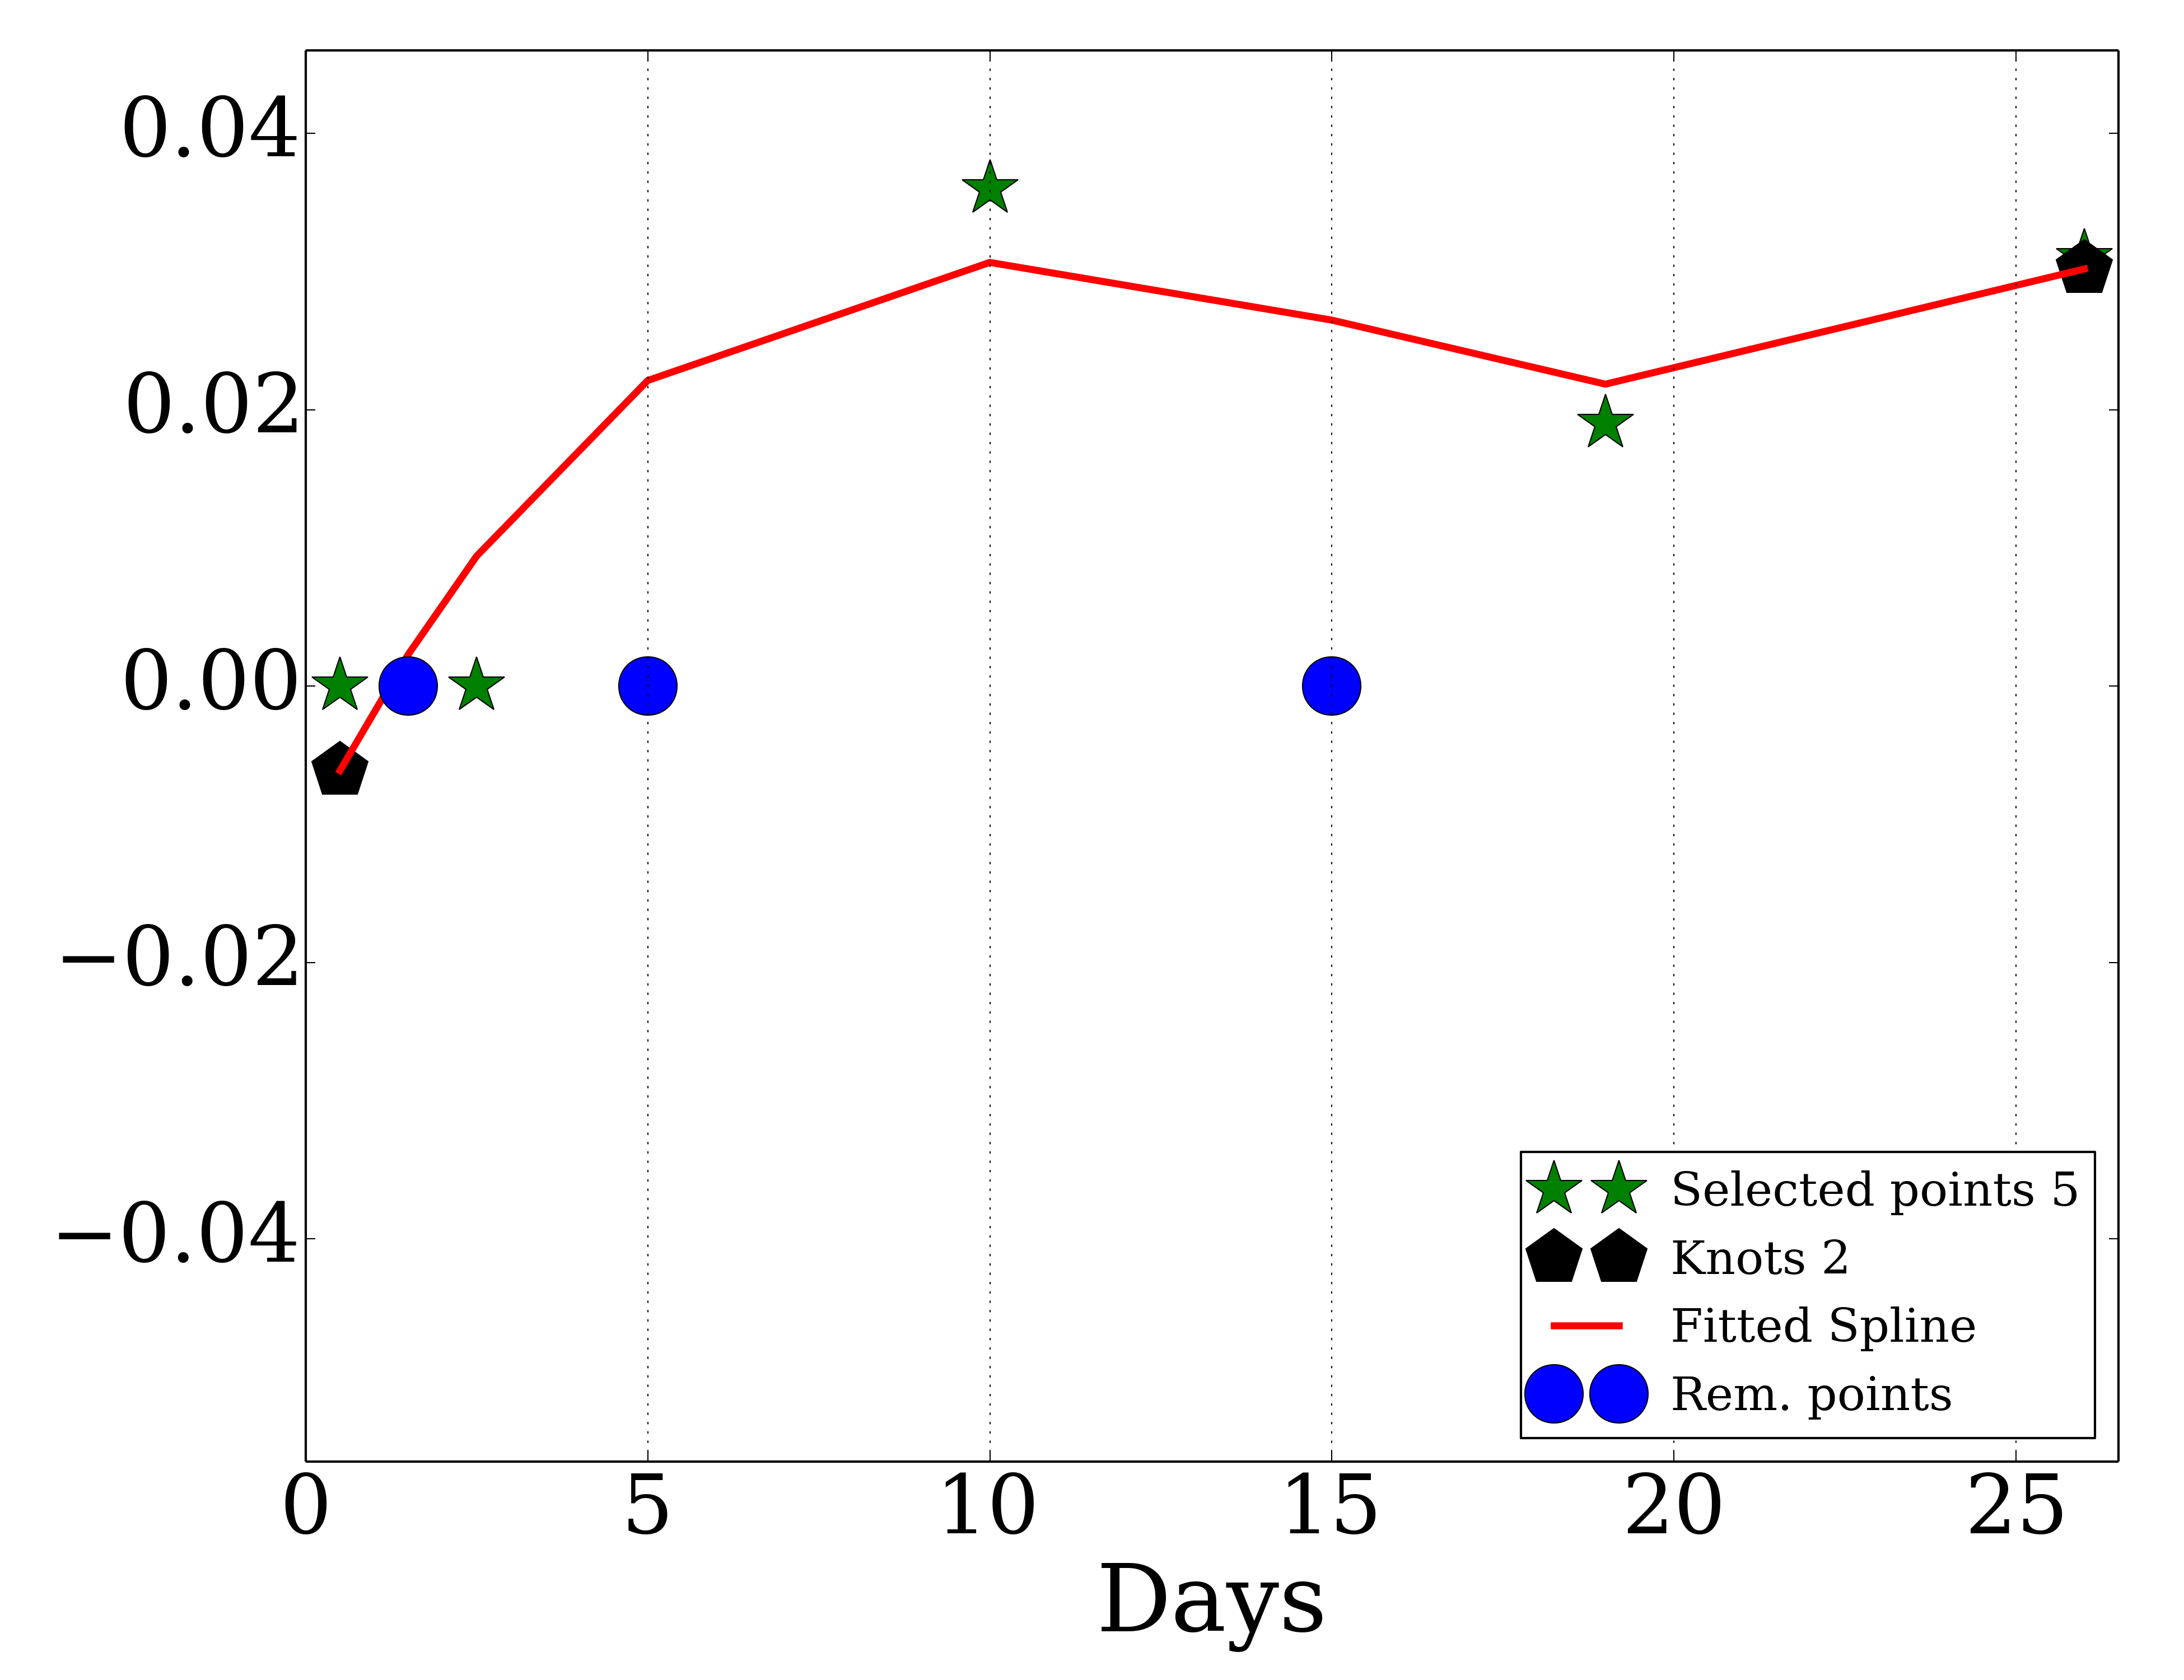 0.04
0.02
0.00
−0.02
−0.04
0 5 10 15 20 25
Days
Selected points 5
Knots 2
Fitted Spline
Rem. points